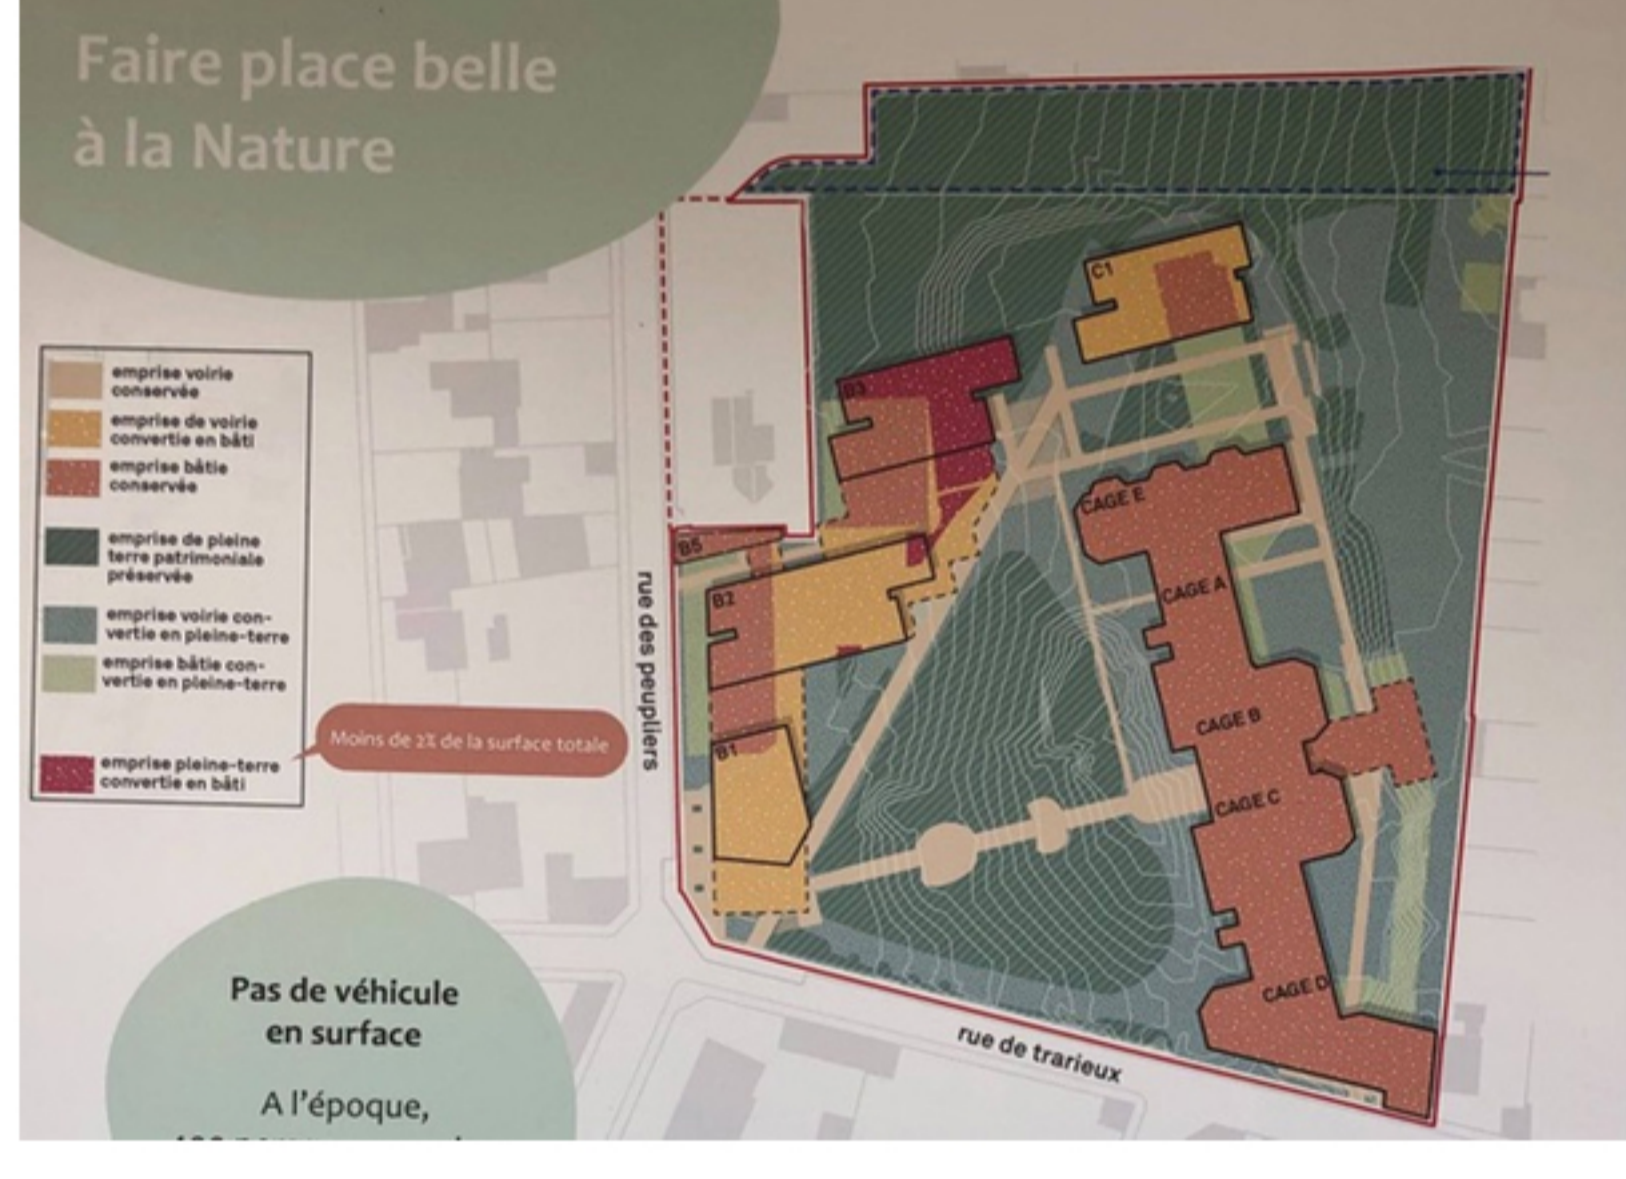 Faire place belle
à la Nature
emprise voirie
conservée
emprise de voirie
convertie en bâti
emprise bâtie
conservée
emprise de pleine
terre patrimoniale
préservée
emprise voirie con-
vertie en pleine-terre
emprise bâtie con-
vertie en pleine-terre
emprise pleine-terre
convertie en bâti
Moins de 2% de la surface totale
C1
B3
B5
B2
B1
CAGE E
CAGE A
CAGE B
CAGE C
CAGE D
rue des peupliers
rue de trarieux
Pas de véhicule
en surface
A l'époque,